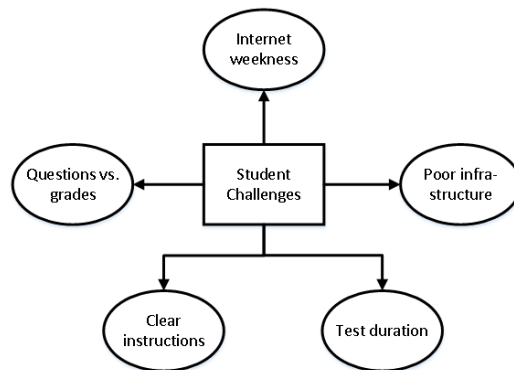 Internet
weekness
Questions vs.
grades
Student
Challenges
Poor infra-
structure
Clear
instructions
Test duration